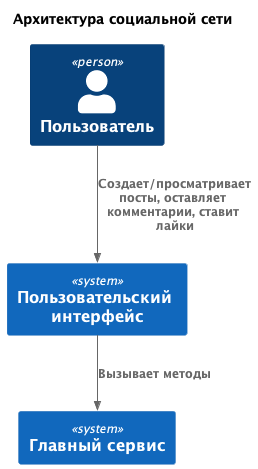 Архитектура социальной сети
«person»
Пользователь
Создает/просматривает
посты, оставляет
комментарии, ставит
лайки
«system»
Пользовательский
интерфейс
Вызывает методы
«system»
Главный сервис